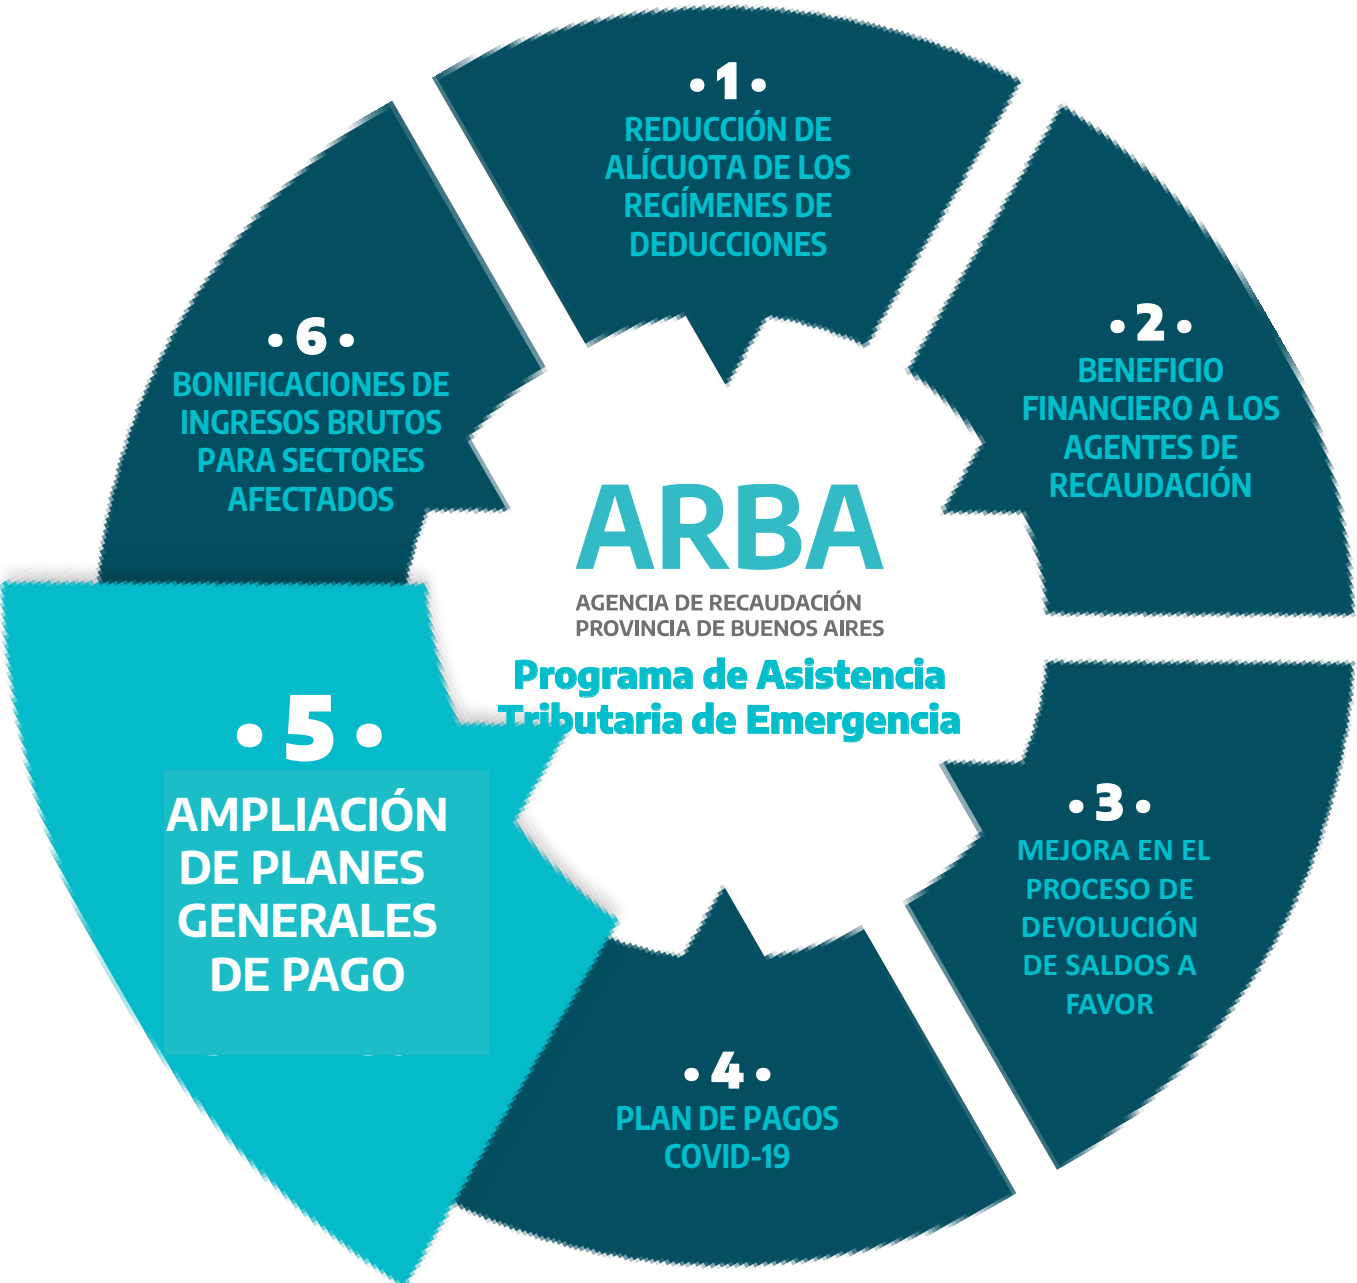 • 1 •
REDUCCIÓN DE
ALÍCUOTA DE LOS
REGÍMENES DE
DEDUCCIONES
• 2 •
BENEFICIO
FINANCIERO A LOS
AGENTES DE
RECAUDACIÓN
• 3 •
MEJORA EN EL
PROCESO DE
DEVOLUCIÓN
DE SALDOS A
FAVOR
• 4 •
PLAN DE PAGOS
COVID-19
• 5 •
AMPLIACIÓN
DE PLANES
GENERALES
DE PAGO
• 6 •
BONIFICACIONES DE
INGRESOS BRUTOS
PARA SECTORES
AFECTADOS
ARBA
AGENCIA DE RECAUDACIÓN
PROVINCIA DE BUENOS AIRES
Programa de Asistencia
Tributaria de Emergencia